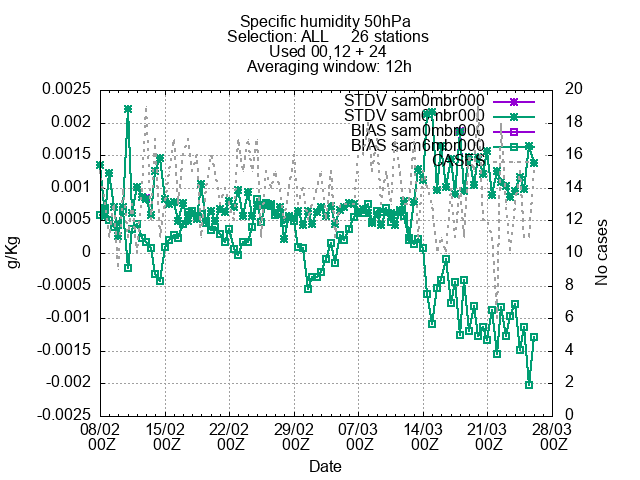 Specific humidity 50hPa
Selection: ALL 26 stations
Used 00,12 + 24
Averaging window: 12h
0.0025
0.002
0.0015
0.001
0.0005
0
-0.0005
-0.001
-0.0015
-0.002
-0.0025
g/Kg
STDV sam0mbr000
STDV sam6mbr000
BIAS sam0mbr000
BIAS sam6mbr000
CASES
20
18
16
14
12
10
8
6
4
2
0
No cases
08/02 15/02 22/02 29/02 07/03 14/03 21/03 28/03
00Z 00Z 00Z 00Z 00Z 00Z 00Z 00Z
Date